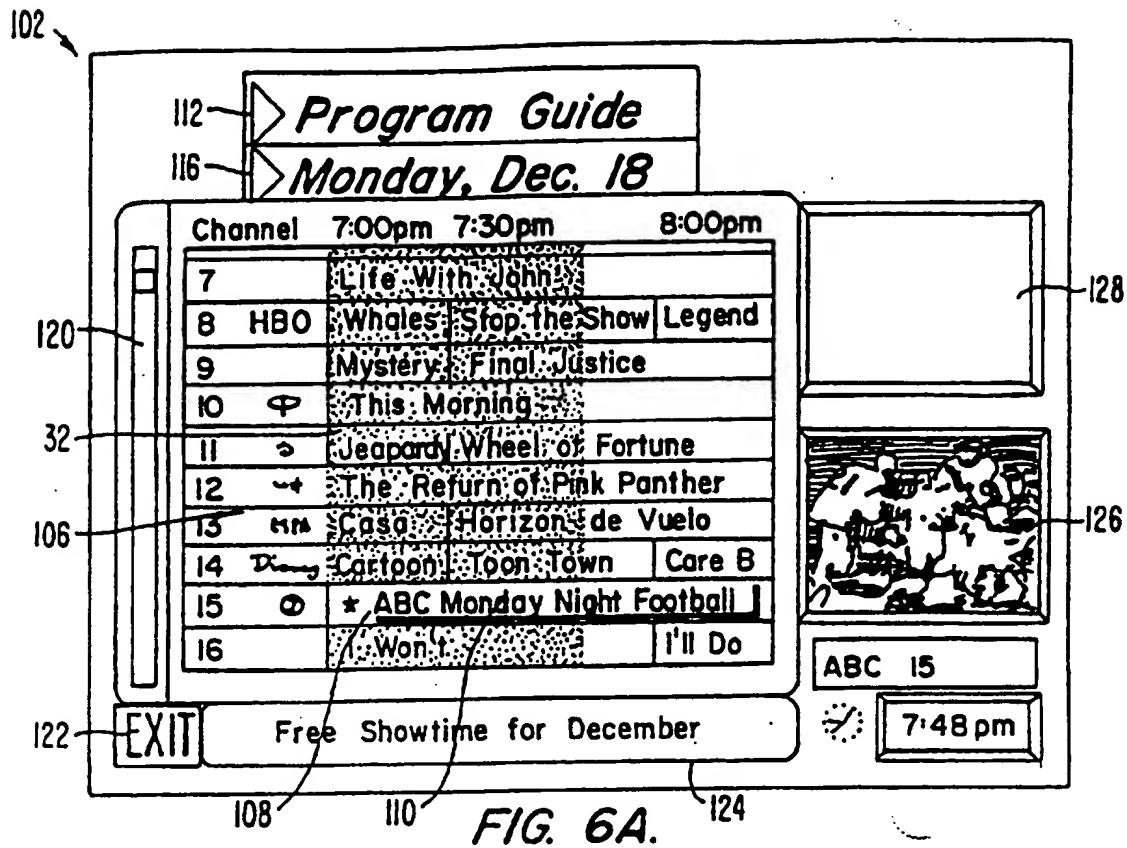 102
112 Program Guide
116 Monday, Dec. 18
Channel 7:00pm 7:30pm 8:00pm
7 Life With John
8 HBO Whales Stop the Show Legend
128
120
9 Mystery Final Justice
10 This Morning
32
11 Jeapardy Wheel of Fortune
12 The Return of Pink Panther
106
13 Casa Horizon de Vuelo
126
14 Disney Cartoon Toon Town Care B
15 * ABC Monday Night Football
16 I Won't I'll Do
ABC 15
122 EXIT Free Showtime for December
7:48 pm
108 110 124
FIG. 6A.